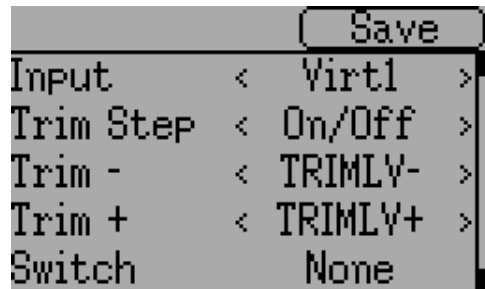 Save
Input < Virt1 >
Trim Step < On/Off >
Trim - < TRIMLV- >
Trim + < TRIMLV+ >
Switch None